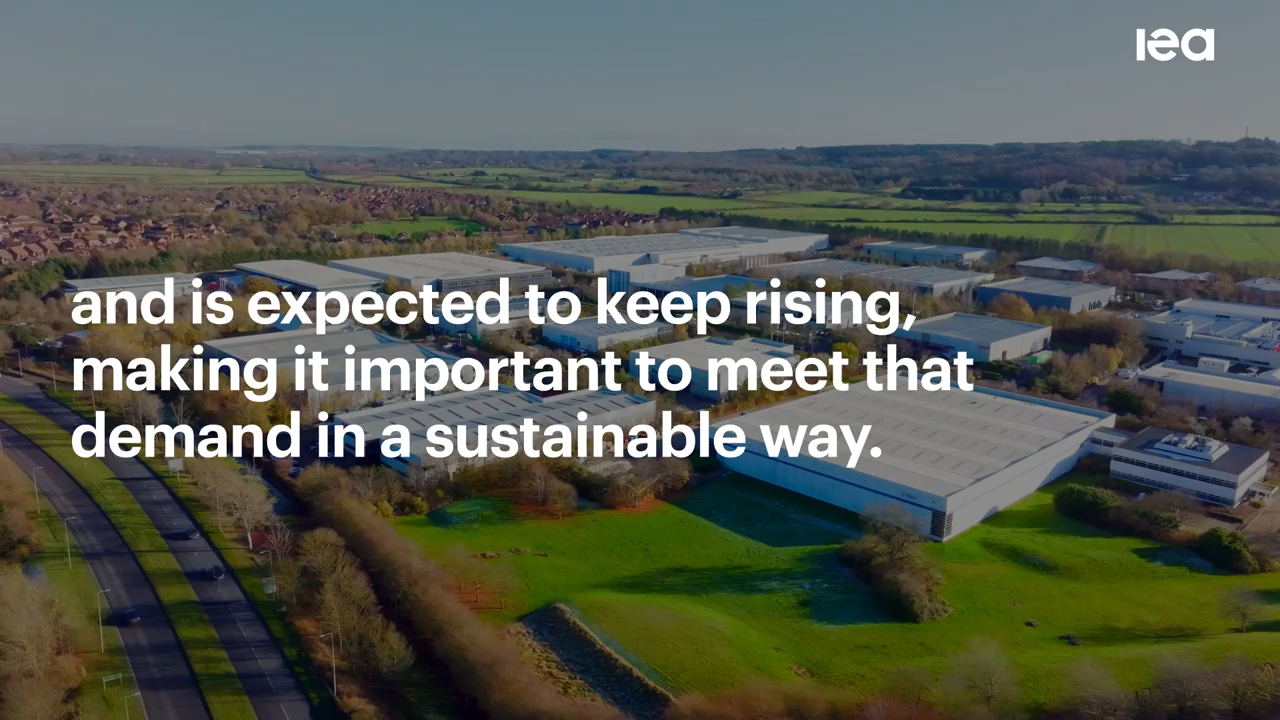 iea
and is expected to keep rising,
making it important to meet that
demand in a sustainable way.